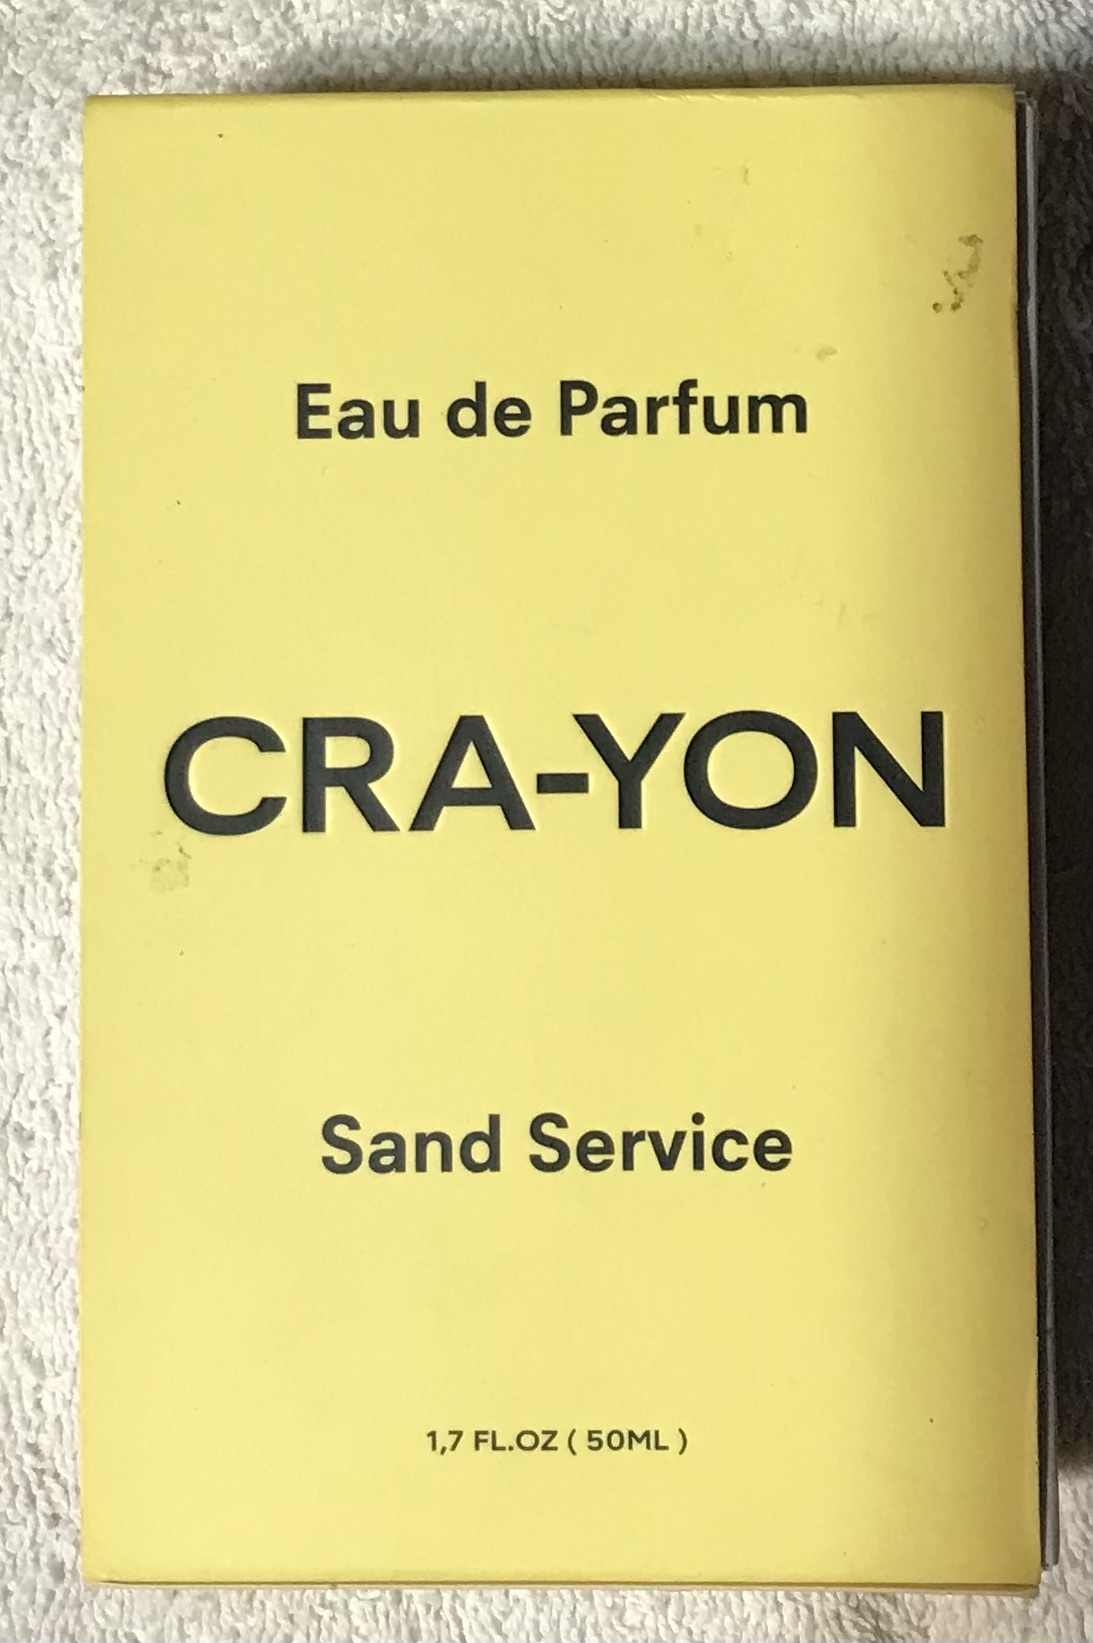 Eau de Parfum
CRA-YON
Sand Service
1,7 FL.OZ ( 50ML )